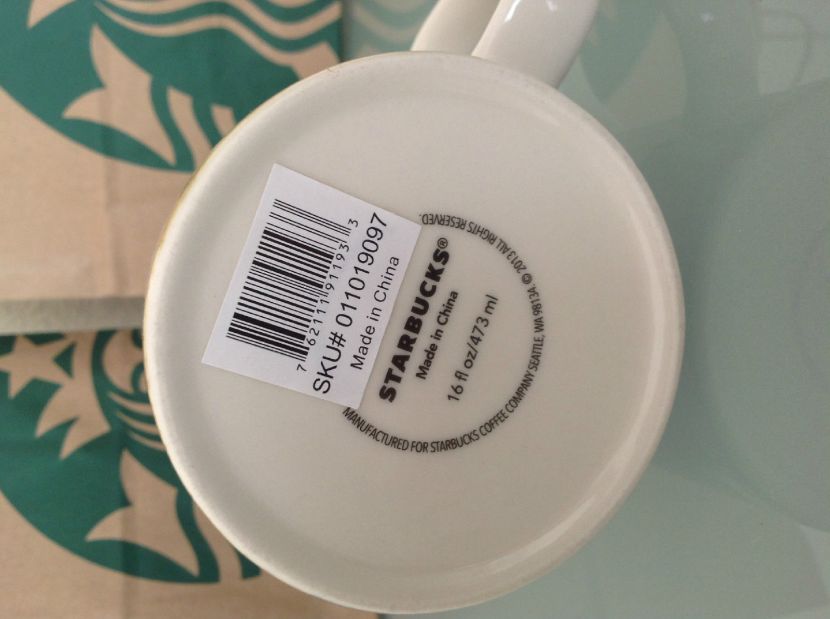 7 62111 91193 3
SKU# 011019097
Made in China
STARBUCKS®
Made in China
16 fl oz/473 ml
MANUFACTURED FOR STARBUCKS COFFEE COMPANY SEATTLE, WA 98134. © 2013 ALL RIGHTS RESERVED.